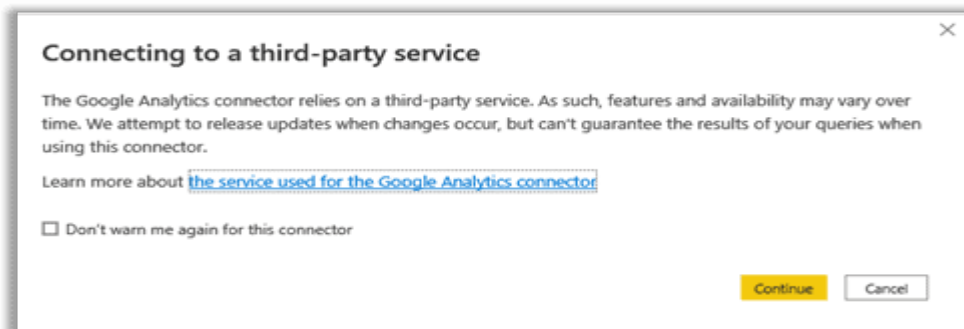 Connecting to a third-party service
The Google Analytics connector relies on a third-party service. As such, features and availability may vary over
time. We attempt to release updates when changes occur, but can't guarantee the results of your queries when
using this connector.
Learn more about the service used for the Google Analytics connector
Don't warn me again for this connector
Continue Cancel